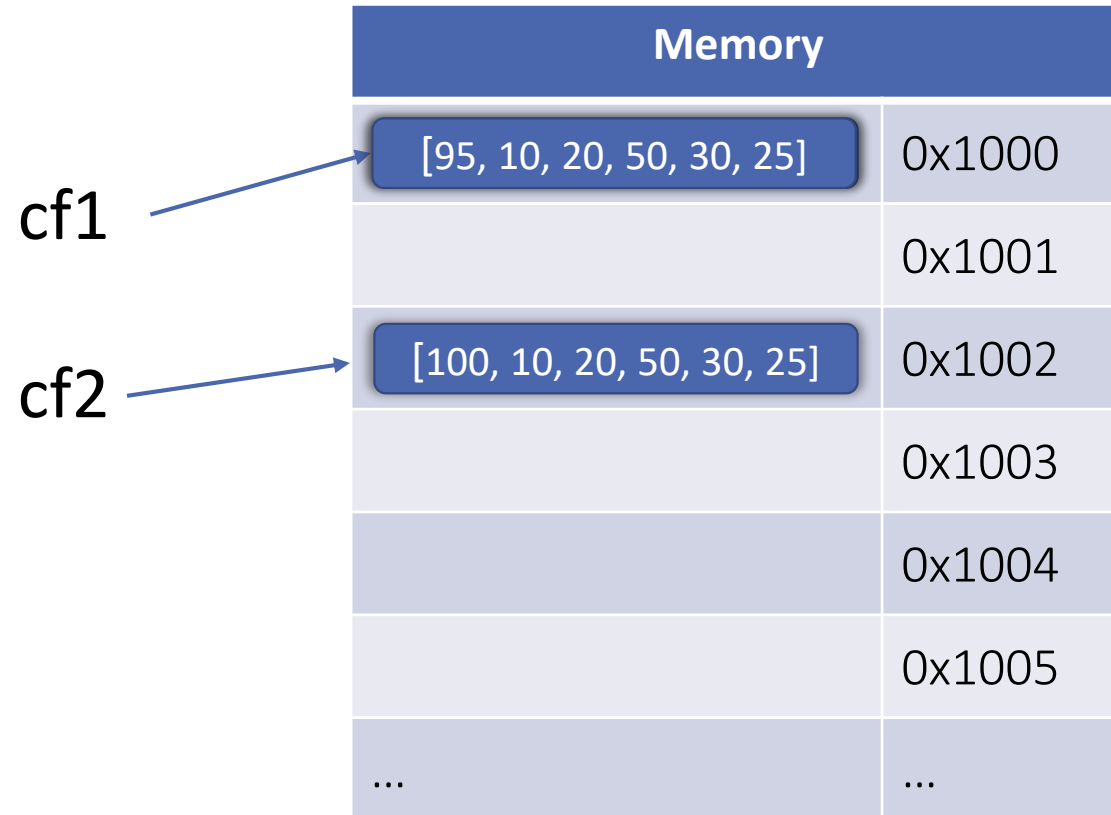 Memory
cf1
[95, 10, 20, 50, 30, 25] 0x1000
0x1001
cf2
[100, 10, 20, 50, 30, 25] 0x1002
0x1003
0x1004
0x1005
... ...